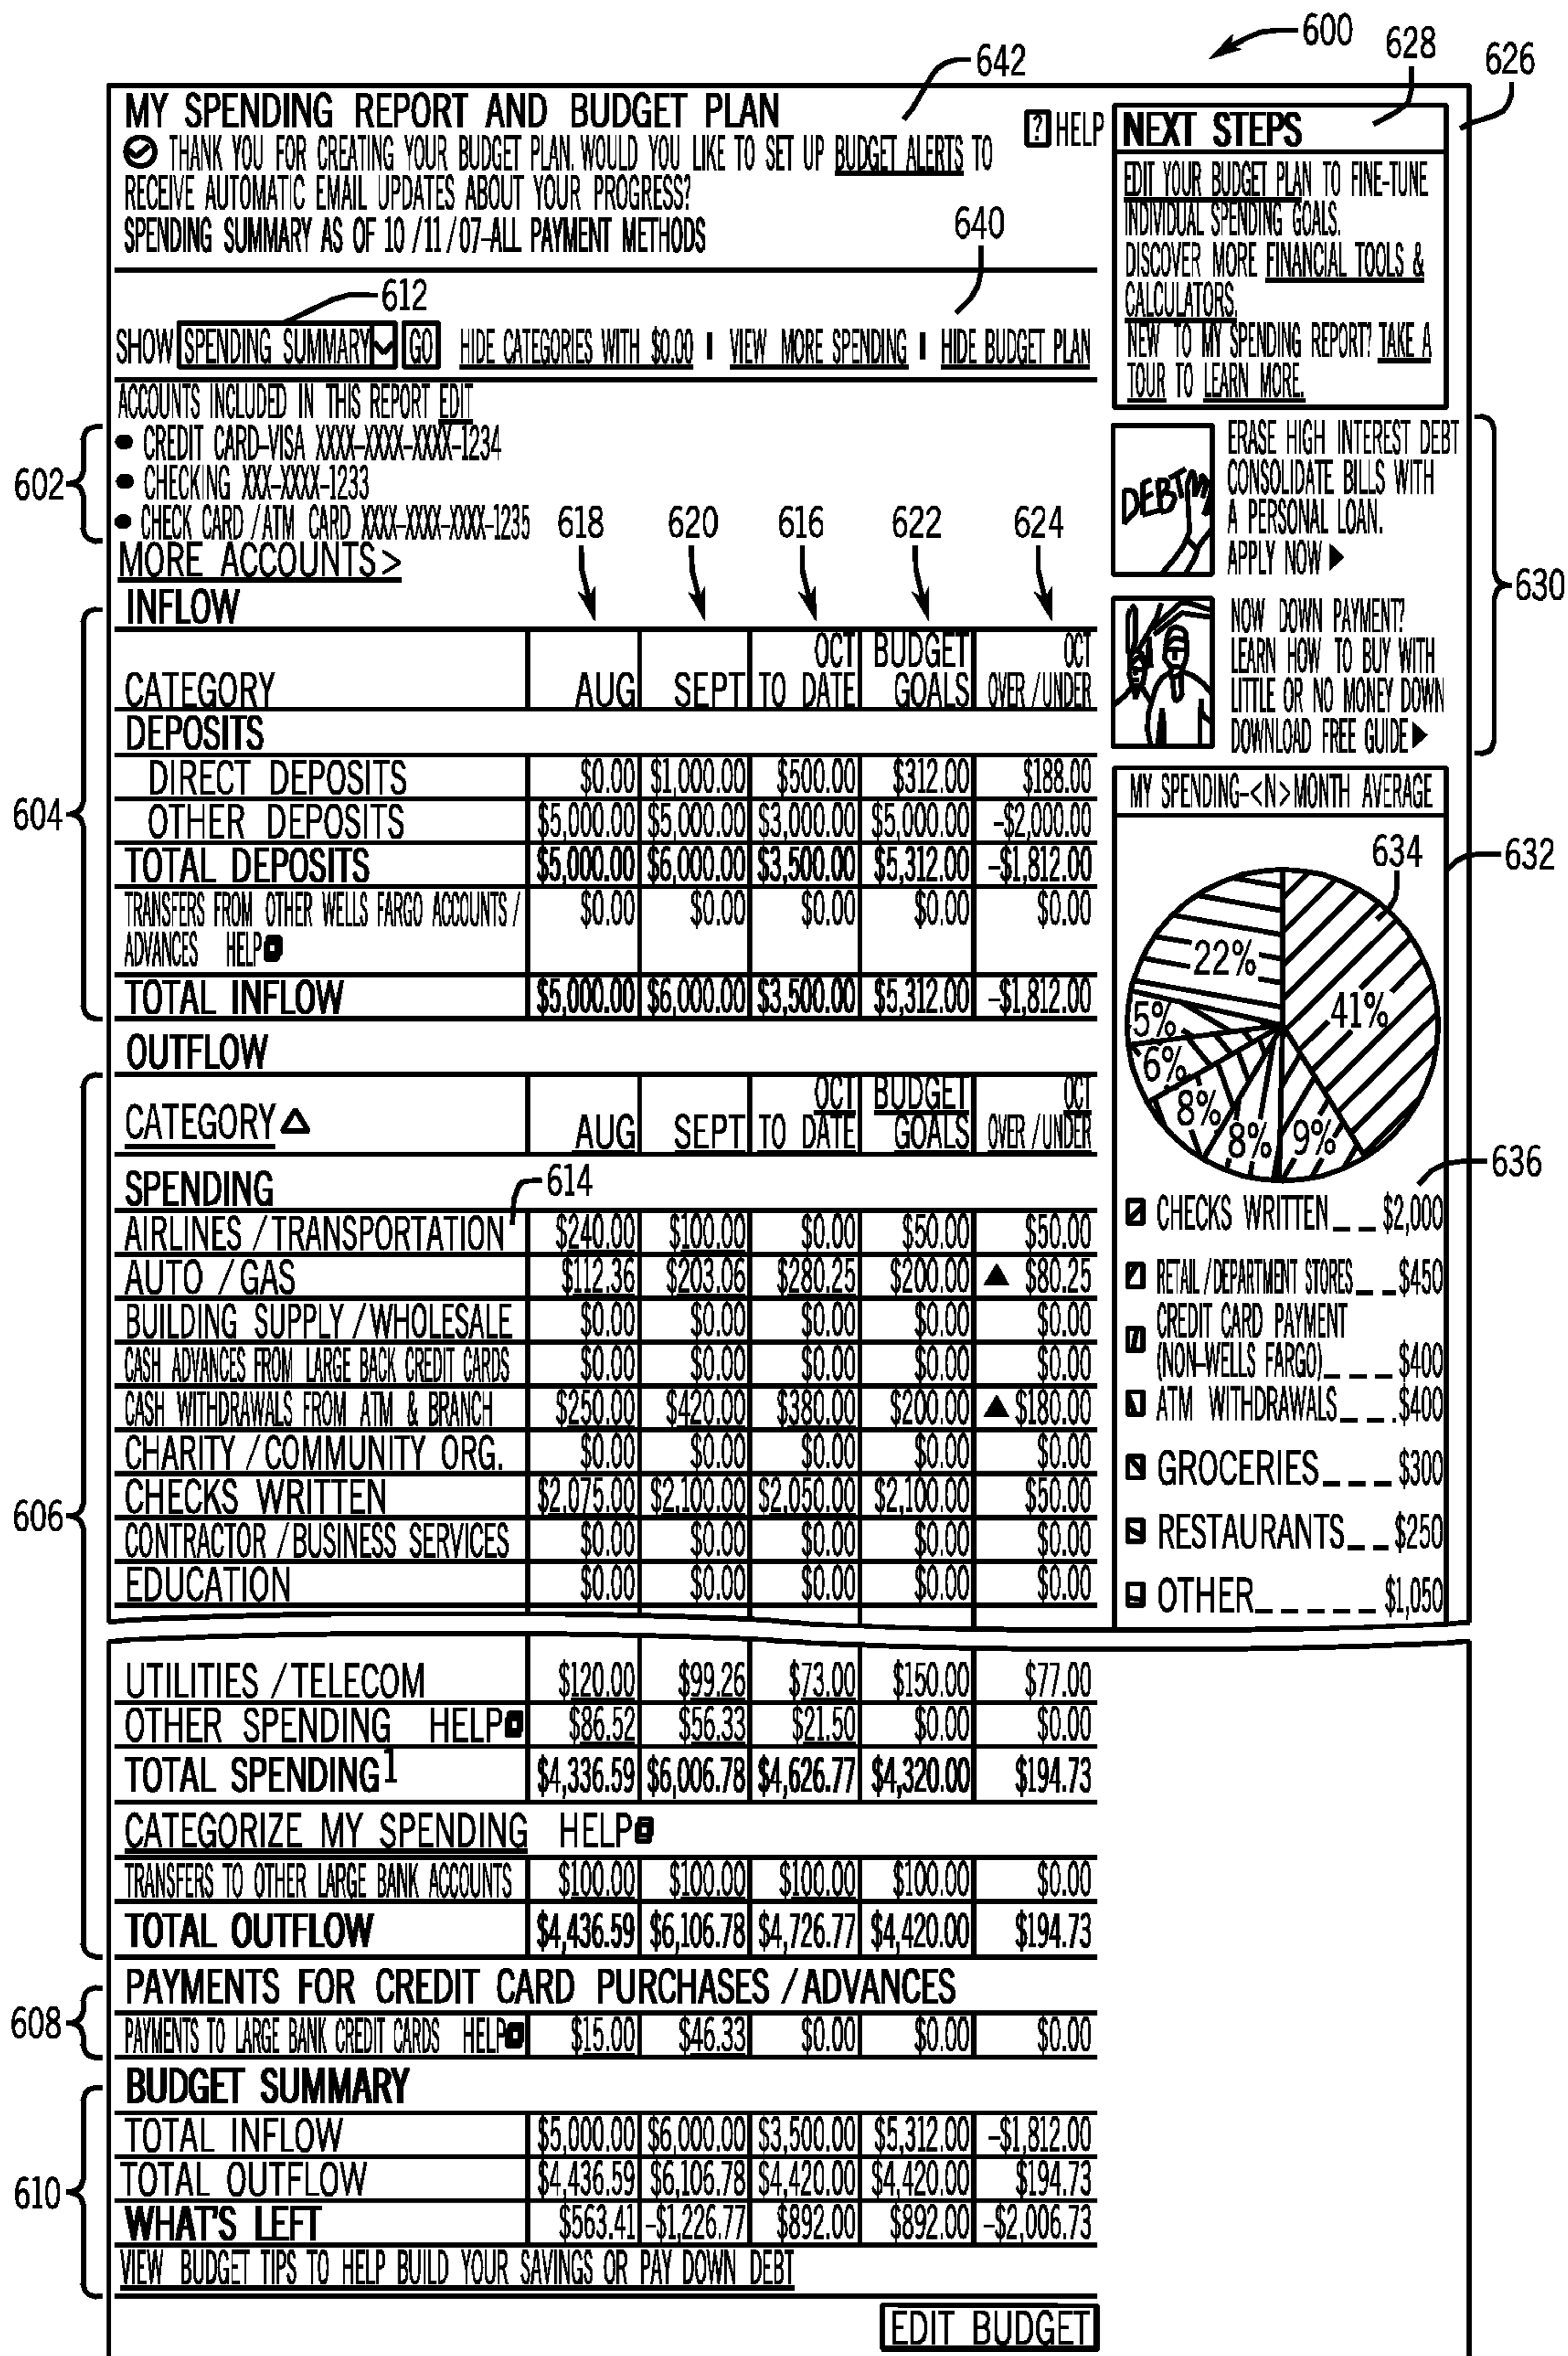 600
642
628
626
MY SPENDING REPORT AND BUDGET PLAN
THANK YOU FOR CREATING YOUR BUDGET PLAN. WOULD YOU LIKE TO SET UP BUDGET ALERTS TO
RECEIVE AUTOMATIC EMAIL UPDATES ABOUT YOUR PROGRESS?
SPENDING SUMMARY AS OF 10 /11 /07-ALL PAYMENT METHODS
? HELP
640
612
SHOW SPENDING SUMMARY GO HIDE CATEGORIES WITH $0.00 | VIEW MORE SPENDING | HIDE BUDGET PLAN
ACCOUNTS INCLUDED IN THIS REPORT EDIT
602
• CREDIT CARD-VISA XXXX-XXXX-XXXX-1234
• CHECKING XXX-XXXX-1233
• CHECK CARD /ATM CARD XXXX-XXXX-XXXX-1235
MORE ACCOUNTS >
618 620 616 622 624
604
INFLOW
CATEGORY AUG SEPT OCT TO DATE BUDGET GOALS OCT OVER /UNDER
DEPOSITS
DIRECT DEPOSITS $0.00 $1,000.00 $500.00 $312.00 $188.00
OTHER DEPOSITS $5,000.00 $5,000.00 $3,000.00 $5,000.00 -$2,000.00
TOTAL DEPOSITS $5,000.00 $6,000.00 $3,500.00 $5,312.00 -$1,812.00
TRANSFERS FROM OTHER WELLS FARGO ACCOUNTS / $0.00 $0.00 $0.00 $0.00 $0.00
ADVANCES HELP
TOTAL INFLOW $5,000.00 $6,000.00 $3,500.00 $5,312.00 -$1,812.00
606
OUTFLOW
CATEGORY △ AUG SEPT OCT TO DATE BUDGET GOALS OCT OVER /UNDER
SPENDING
614
AIRLINES /TRANSPORTATION $240.00 $100.00 $0.00 $50.00 $50.00
AUTO /GAS $112.36 $203.06 $280.25 $200.00 ▲ $80.25
BUILDING SUPPLY /WHOLESALE $0.00 $0.00 $0.00 $0.00 $0.00
CASH ADVANCES FROM LARGE BACK CREDIT CARDS $0.00 $0.00 $0.00 $0.00 $0.00
CASH WITHDRAWALS FROM ATM & BRANCH $250.00 $420.00 $380.00 $200.00 ▲ $180.00
CHARITY /COMMUNITY ORG. $0.00 $0.00 $0.00 $0.00 $0.00
CHECKS WRITTEN $2,075.00 $2,100.00 $2,050.00 $2,100.00 $50.00
CONTRACTOR /BUSINESS SERVICES $0.00 $0.00 $0.00 $0.00 $0.00
EDUCATION $0.00 $0.00 $0.00 $0.00 $0.00
UTILITIES /TELECOM $120.00 $99.26 $73.00 $150.00 $77.00
OTHER SPENDING HELP $86.52 $56.33 $21.50 $0.00 $0.00
TOTAL SPENDING1 $4,336.59 $6,006.78 $4,626.77 $4,320.00 $194.73
CATEGORIZE MY SPENDING HELP
TRANSFERS TO OTHER LARGE BANK ACCOUNTS $100.00 $100.00 $100.00 $100.00 $0.00
TOTAL OUTFLOW $4,436.59 $6,106.78 $4,726.77 $4,420.00 $194.73
608
PAYMENTS FOR CREDIT CARD PURCHASES /ADVANCES
PAYMENTS TO LARGE BANK CREDIT CARDS HELP $15.00 $46.33 $0.00 $0.00 $0.00
610
BUDGET SUMMARY
TOTAL INFLOW $5,000.00 $6,000.00 $3,500.00 $5,312.00 -$1,812.00
TOTAL OUTFLOW $4,436.59 $6,106.78 $4,420.00 $4,420.00 $194.73
WHAT'S LEFT $563.41 -$1,226.77 $892.00 $892.00 -$2,006.73
VIEW BUDGET TIPS TO HELP BUILD YOUR SAVINGS OR PAY DOWN DEBT
EDIT BUDGET
NEXT STEPS
EDIT YOUR BUDGET PLAN TO FINE-TUNE
INDIVIDUAL SPENDING GOALS.
DISCOVER MORE FINANCIAL TOOLS &
CALCULATORS.
NEW TO MY SPENDING REPORT? TAKE A
TOUR TO LEARN MORE.
630
DEBT
ERASE HIGH INTEREST DEBT
CONSOLIDATE BILLS WITH
A PERSONAL LOAN.
APPLY NOW ▶
NOW DOWN PAYMENT?
LEARN HOW TO BUY WITH
LITTLE OR NO MONEY DOWN
DOWNLOAD FREE GUIDE ▶
MY SPENDING-<N>MONTH AVERAGE
634
632
22%
41%
5%
6%
8%
8%
9%
636
CHECKS WRITTEN _ _ $2,000
RETAIL /DEPARTMENT STORES _ _ $450
CREDIT CARD PAYMENT
(NON-WELLS FARGO) _ _ _ $400
ATM WITHDRAWALS _ _ _ . $400
GROCERIES _ _ _ $300
RESTAURANTS _ _ $250
OTHER _ _ _ _ _ $1,050